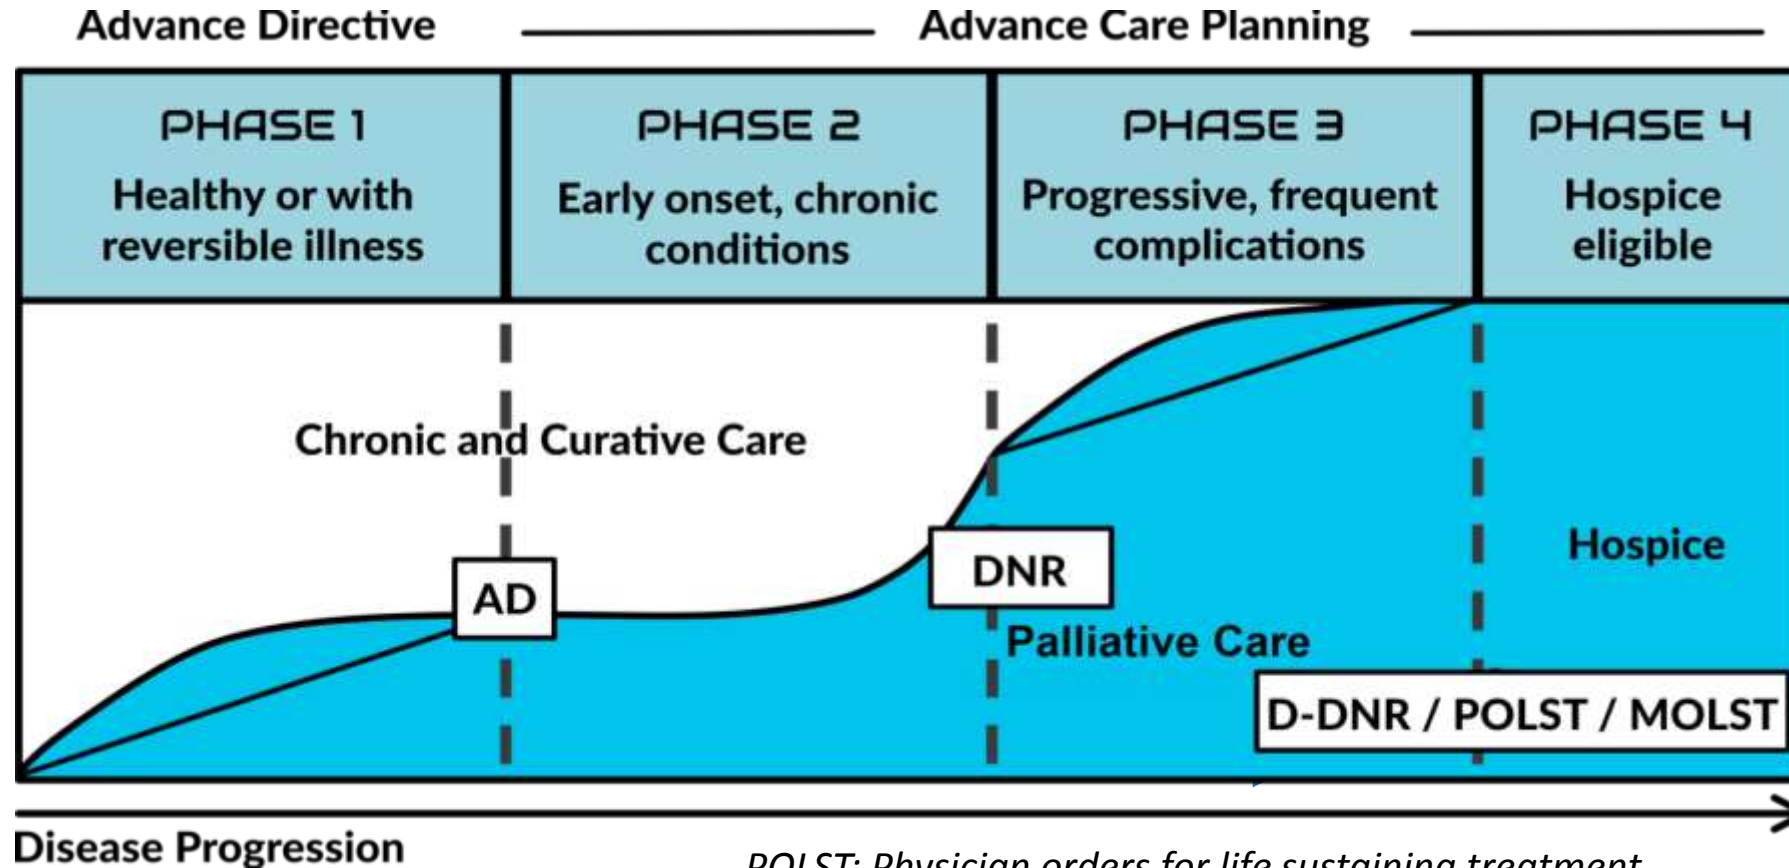 Advance Directive
Advance Care Planning
PHASE 1
Healthy or with
reversible illness
PHASE 2
Early onset, chronic
conditions
PHASE 3
Progressive, frequent
complications
PHASE 4
Hospice
eligible
Chronic and Curative Care
AD
DNR
Hospice
Palliative Care
D-DNR / POLST / MOLST
Disease Progression
POLST: Physician orders for life sustaining treatment